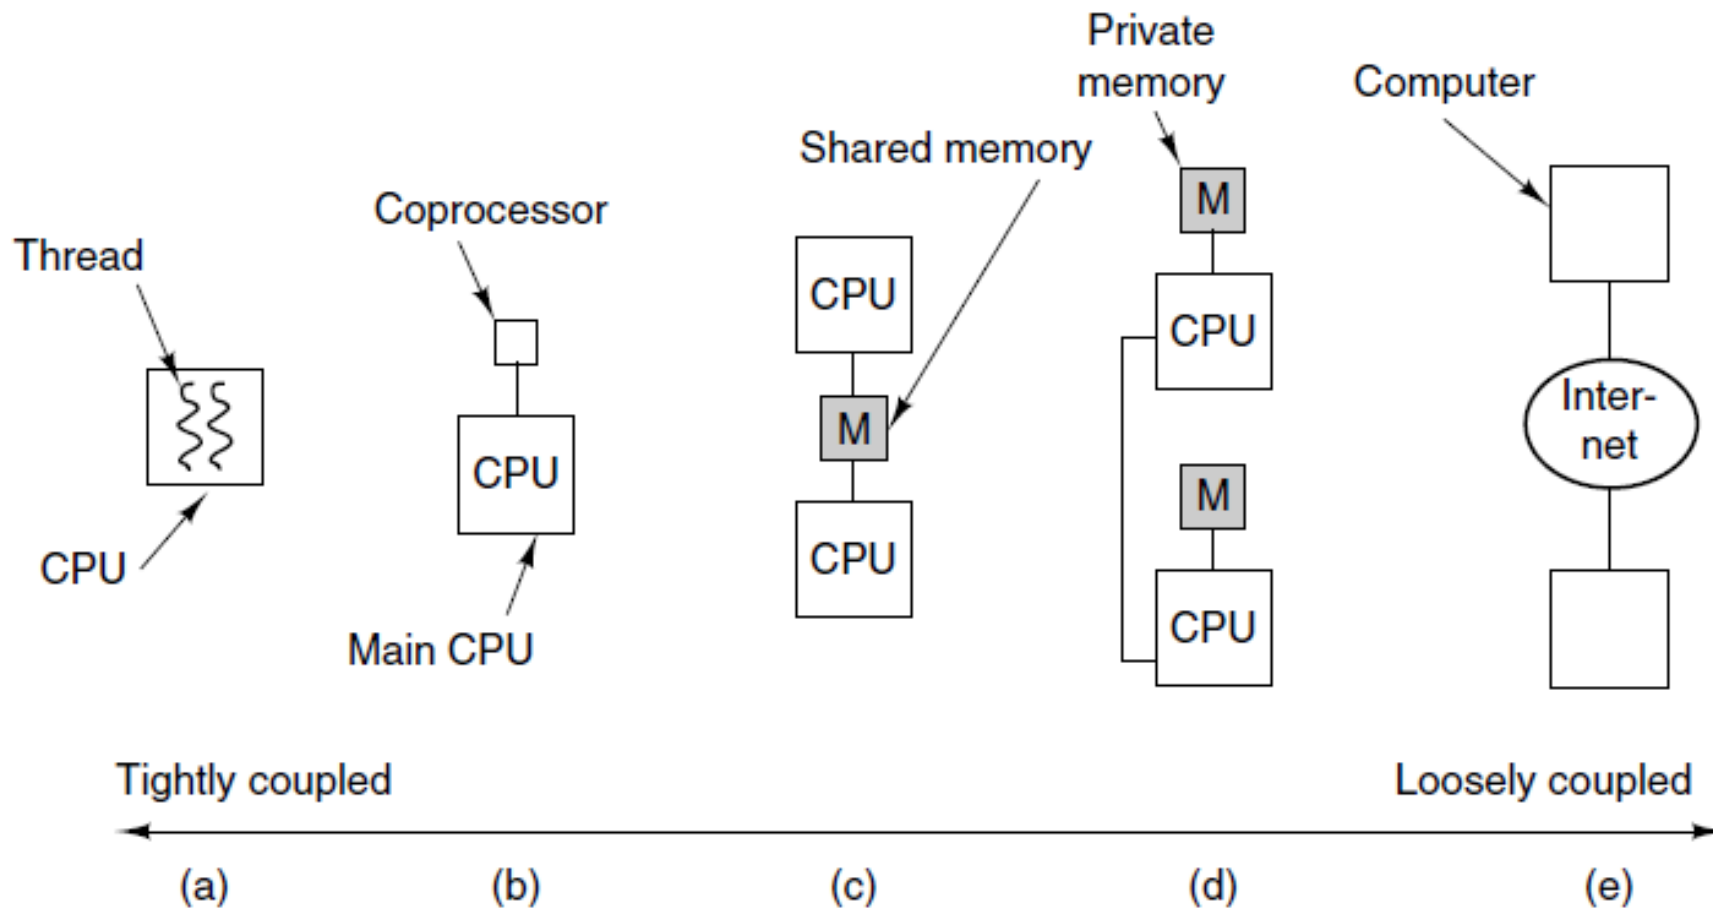 Private
memory
Computer
Shared memory
Coprocessor
Thread
M
CPU
CPU
M
Inter-
net
M
CPU
CPU
CPU
CPU
Main CPU
Tightly coupled
Loosely coupled
(a)
(b)
(c)
(d)
(e)